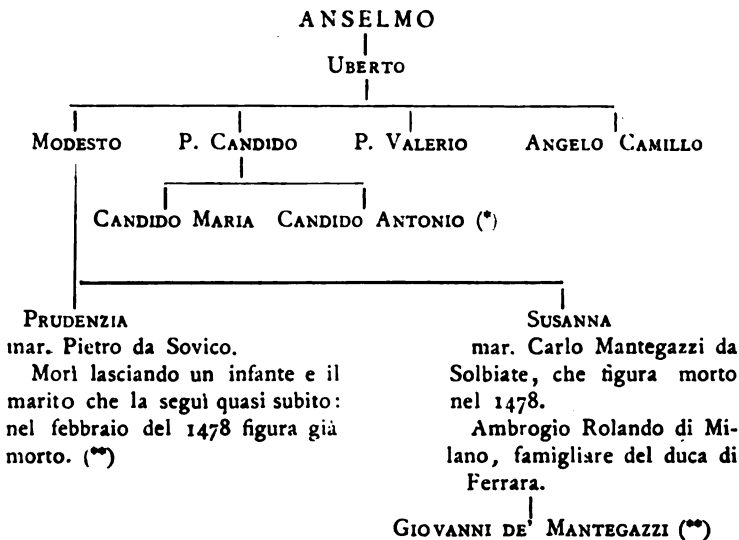 ANSELMO
UBERTO
MODESTO P. CANDIDO P. VALERIO ANGELO CAMILLO
CANDIDO MARIA CANDIDO ANTONIO (*)
PRUDENZIA
mar. Pietro da Sovico.
Morì lasciando un infante e il
marito che la seguì quasi subito:
nel febbraio del 1478 figura già
morto. (**)
SUSANNA
mar. Carlo Mantegazzi da
Solbiate, che figura morto
nel 1478.
Ambrogio Rolando di Mi-
lano, famigliare del duca di
Ferrara.
GIOVANNI DE' MANTEGAZZI (**)